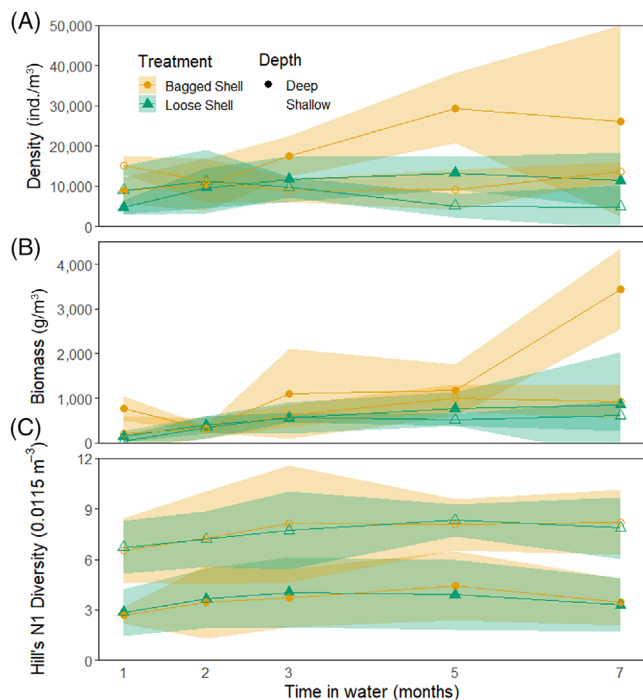 (A)
50,000
40,000
30,000
20,000
10,000
0
Density (ind./m³)
Treatment
Bagged Shell
Loose Shell
Depth
Deep
Shallow
(B)
4,000
3,000
2,000
1,000
0
Biomass (g/m³)
(C)
12
9
6
3
0
Hill's N1 Diversity (0.0115 m⁻³)
1 2 3 5 7
Time in water (months)